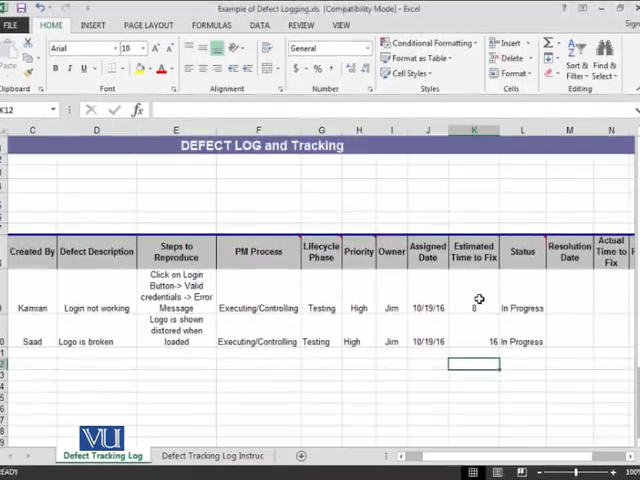 Example of Defect Logging.xls [Compatibility Mode] - Excel
FILE HOME INSERT PAGE LAYOUT FORMULAS DATA REVIEW VIEW
Sign
Arial 10 General
Conditional Formatting
Format as Table
Cell Styles
Insert
Delete
Format
Sort & Filter
Find & Select
Paste
B I U
$ % ,
Clipboard Font Alignment Number Styles Cells Editing
K12
fx
C D E F G H I J K L M N
DEFECT LOG and Tracking
Created By
Defect Description
Steps to Reproduce
PM Process
Lifecycle Phase
Priority
Owner
Assigned Date
Estimated Time to Fix
Status
Resolution Date
Actual Time to Fix
Kamran
Login not working
Click on Login
Button-> Valid
credentials -> Error
Message
Executing/Controlling
Testing
High
Jim
10/19/16
8
In Progress
Saad
Logo is broken
Logo is shown
distored when
loaded
Executing/Controlling
Testing
High
Jim
10/19/16
16
In Progress
VU
Defect Tracking Log
Defect Tracking Log Instruc
READY
100%